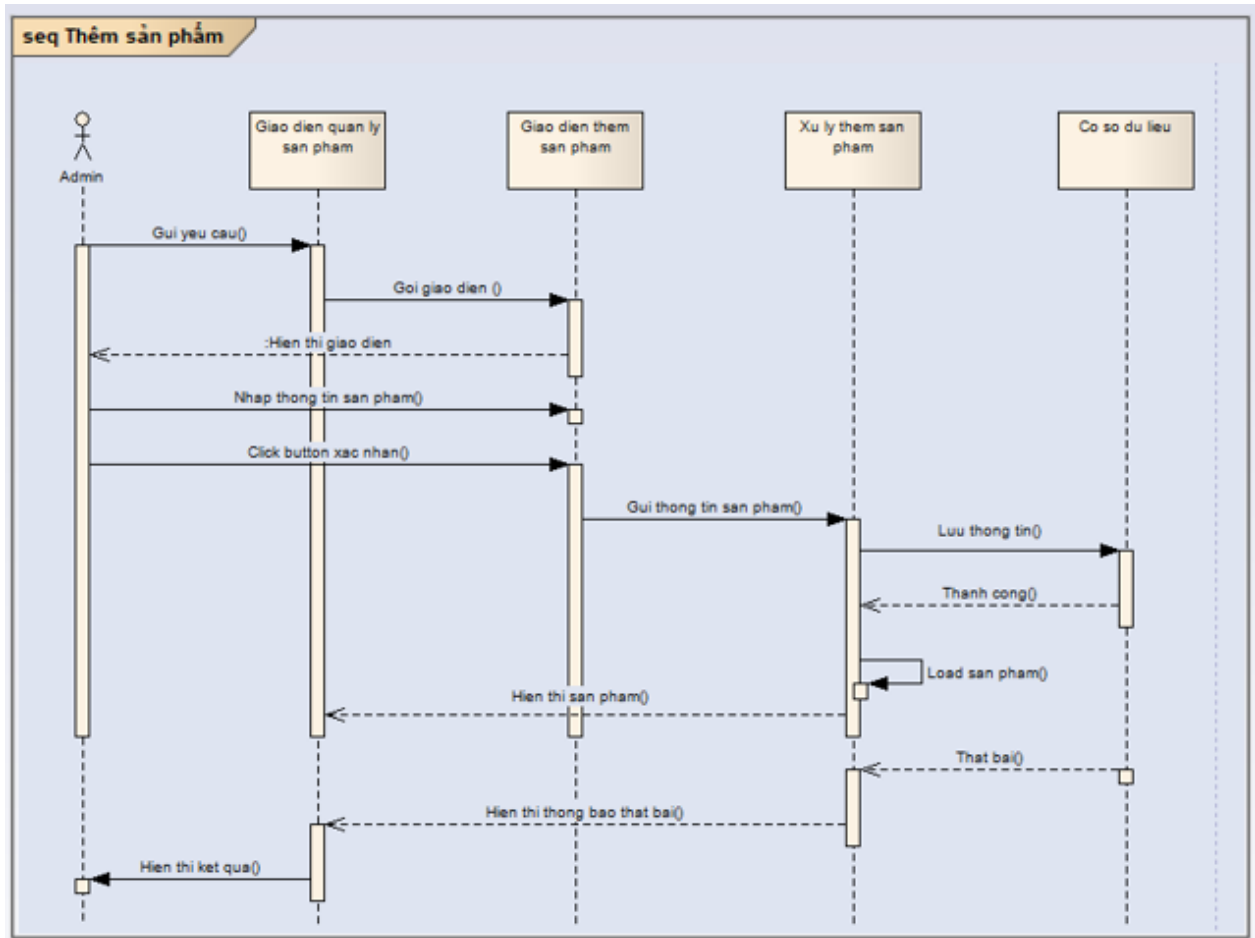 seq Thêm sản phẩm
Admin
Giao dien quan ly
san pham
Giao dien them
san pham
Xu ly them san
pham
Co so du lieu
Gui yeu cau()
Goi giao dien ()
:Hien thi giao dien
Nhap thong tin san pham()
Click button xac nhan()
Gui thong tin san pham()
Luu thong tin()
Thanh cong()
Load san pham()
Hien thi san pham()
That bai()
Hien thi thong bao that bai()
Hien thi ket qua()